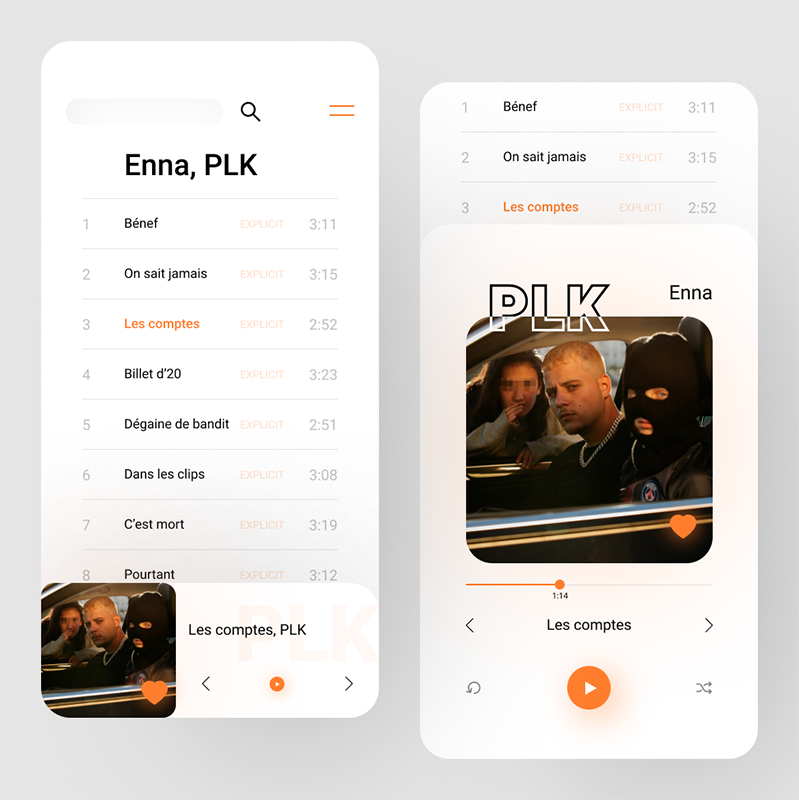 Enna, PLK
1 Bénef EXPLICIT 3:11
2 On sait jamais EXPLICIT 3:15
3 Les comptes EXPLICIT 2:52
4 Billet d’20 EXPLICIT 3:23
5 Dégaine de bandit EXPLICIT 2:51
6 Dans les clips EXPLICIT 3:08
7 C’est mort EXPLICIT 3:19
8 Pourtant EXPLICIT 3:12
PLK
Les comptes, PLK
1 Bénef EXPLICIT 3:11
2 On sait jamais EXPLICIT 3:15
3 Les comptes EXPLICIT 2:52
PLK
Enna
1:14
Les comptes